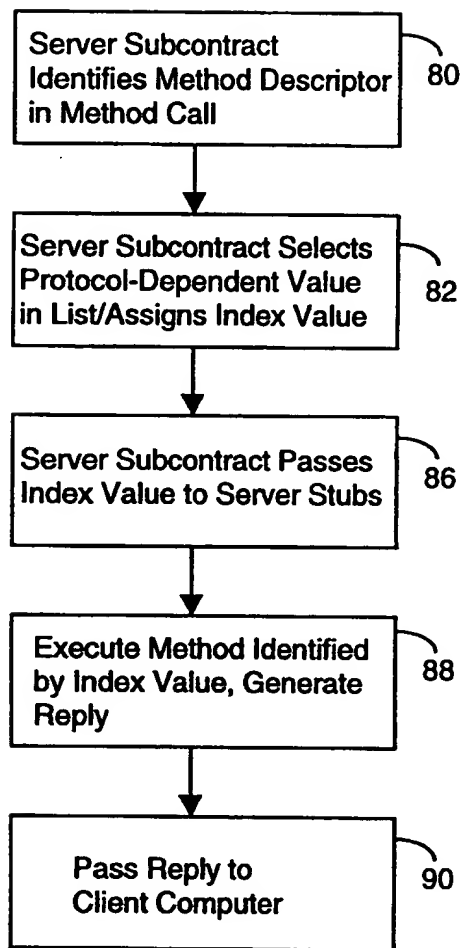 Server Subcontract
Identifies Method Descriptor
in Method Call
80
Server Subcontract Selects
Protocol-Dependent Value
in List/Assigns Index Value
82
Server Subcontract Passes
Index Value to Server Stubs
86
Execute Method Identified
by Index Value, Generate
Reply
88
Pass Reply to
Client Computer
90